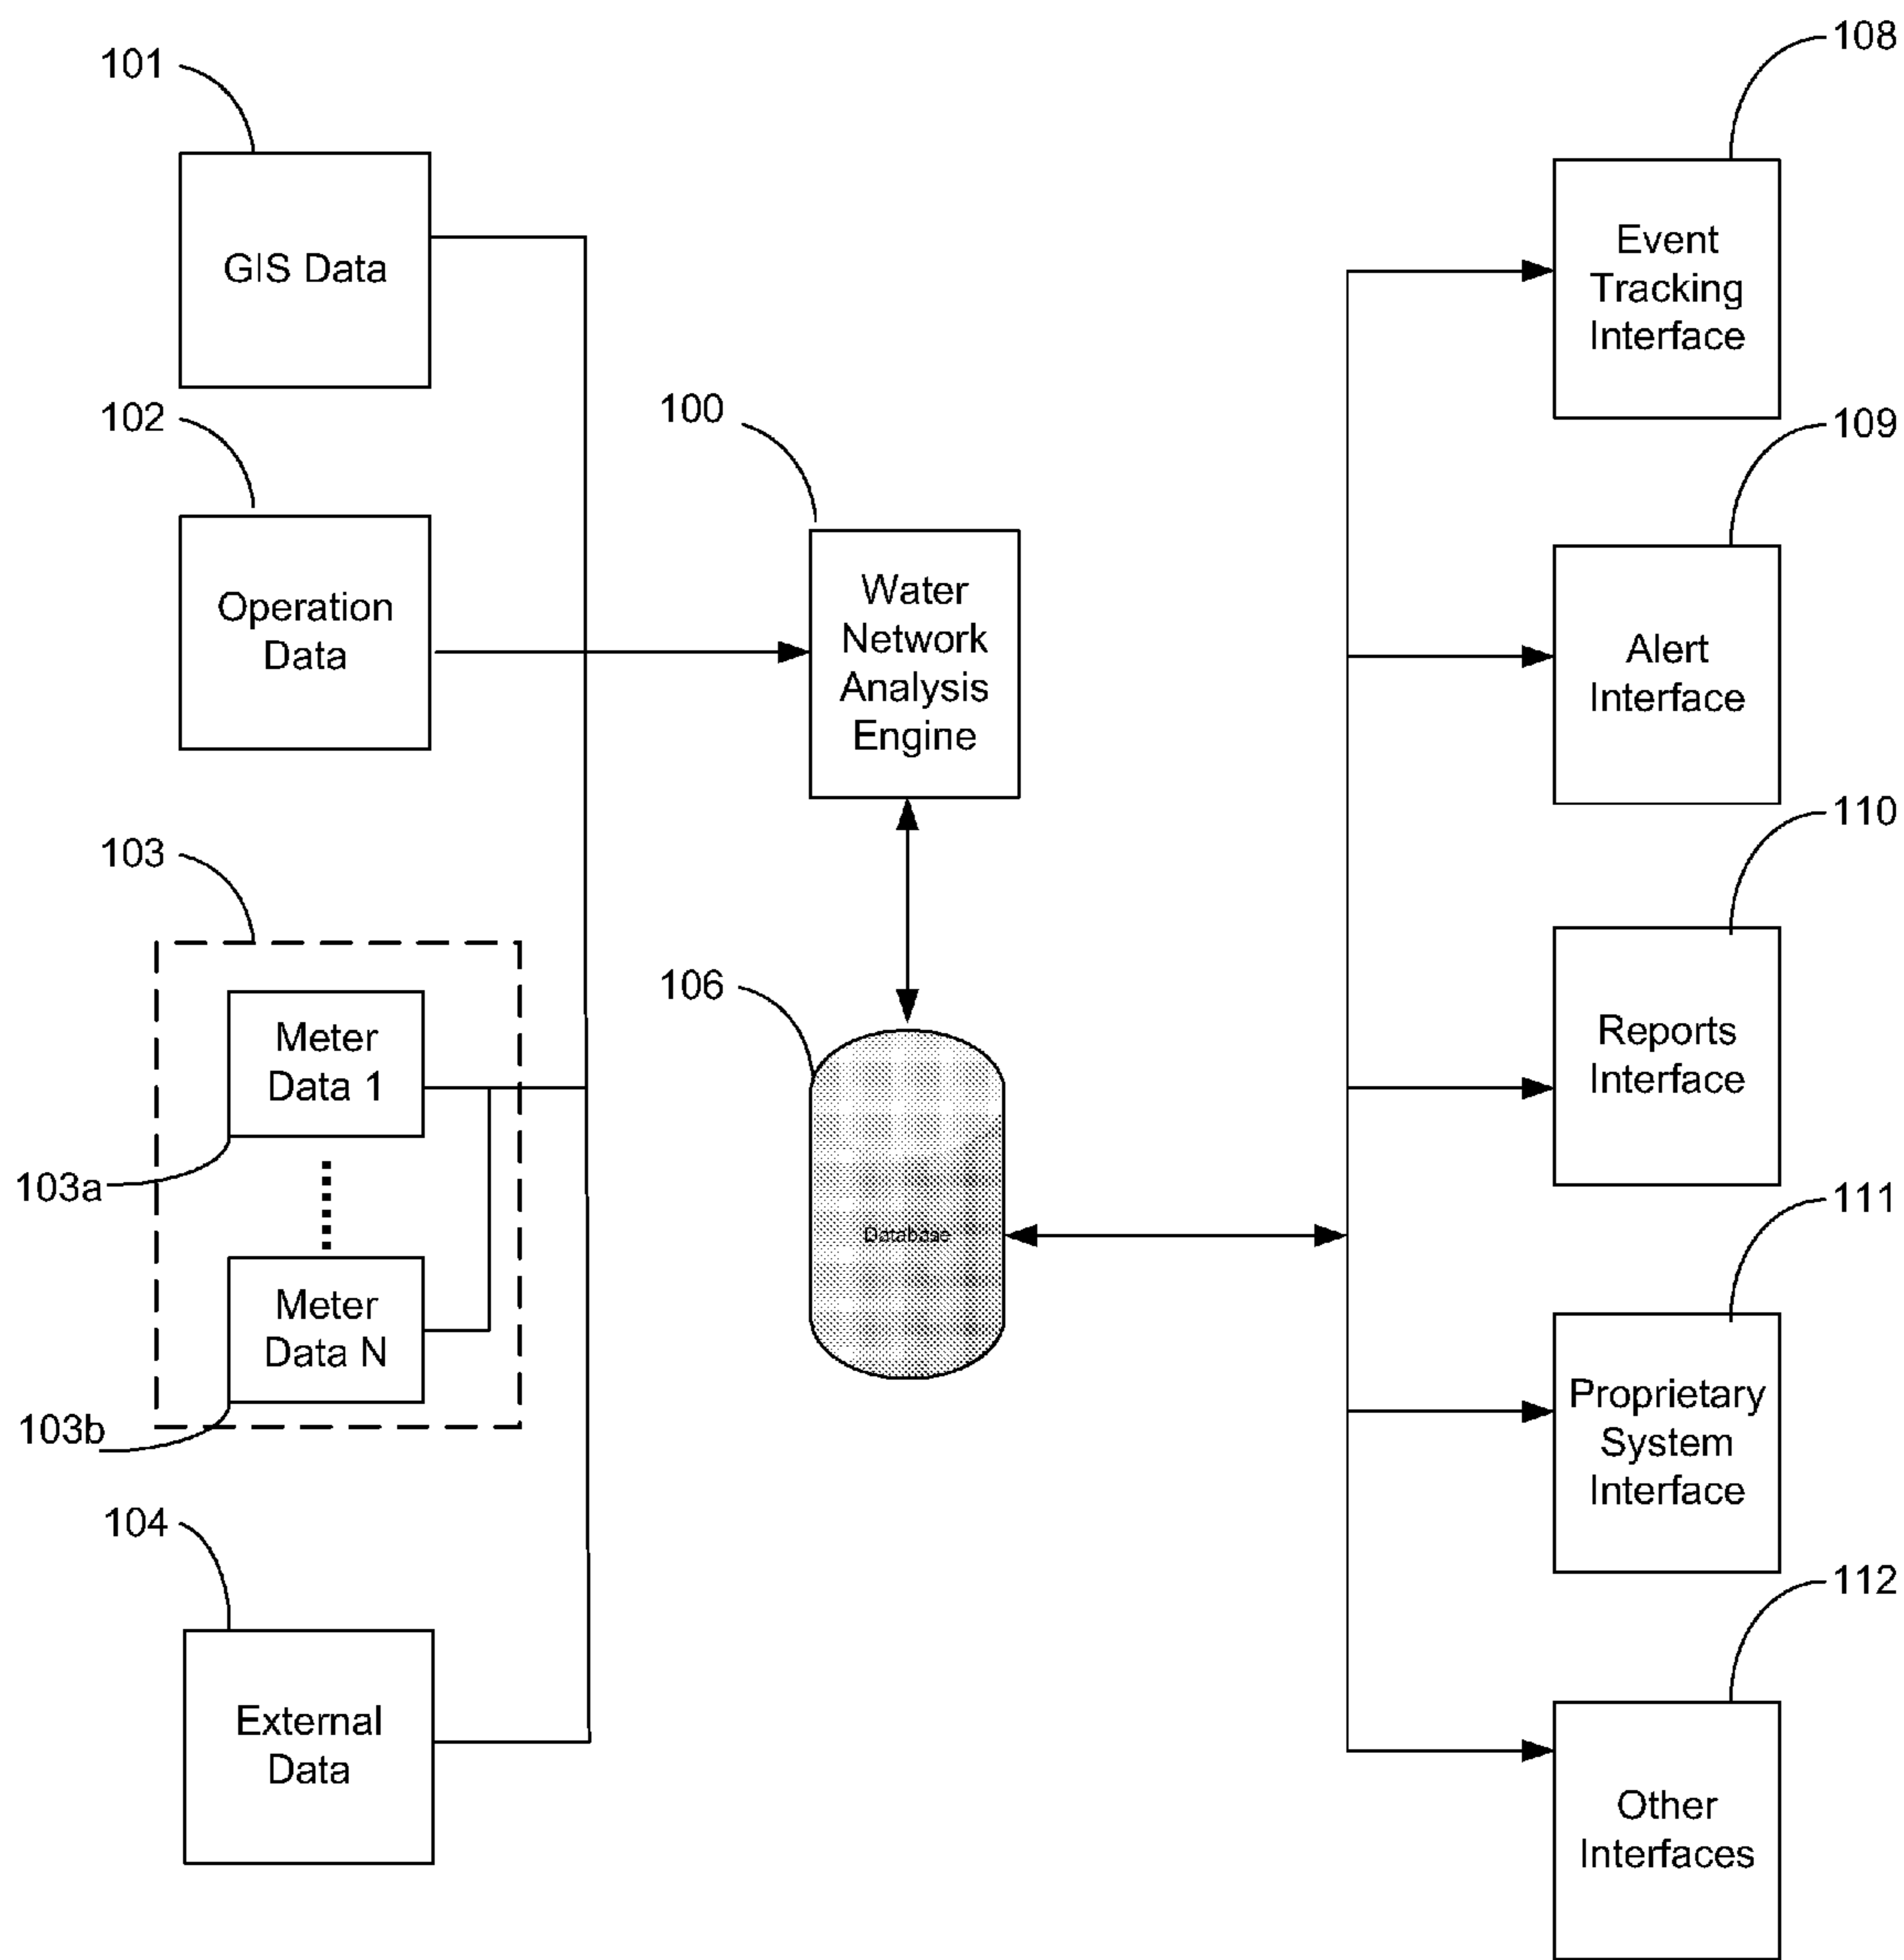 101
GIS Data
102
Operation
Data
103
Meter
Data 1
103a
Meter
Data N
103b
104
External
Data
100
Water
Network
Analysis
Engine
106
Database
108
Event
Tracking
Interface
109
Alert
Interface
110
Reports
Interface
111
Proprietary
System
Interface
112
Other
Interfaces